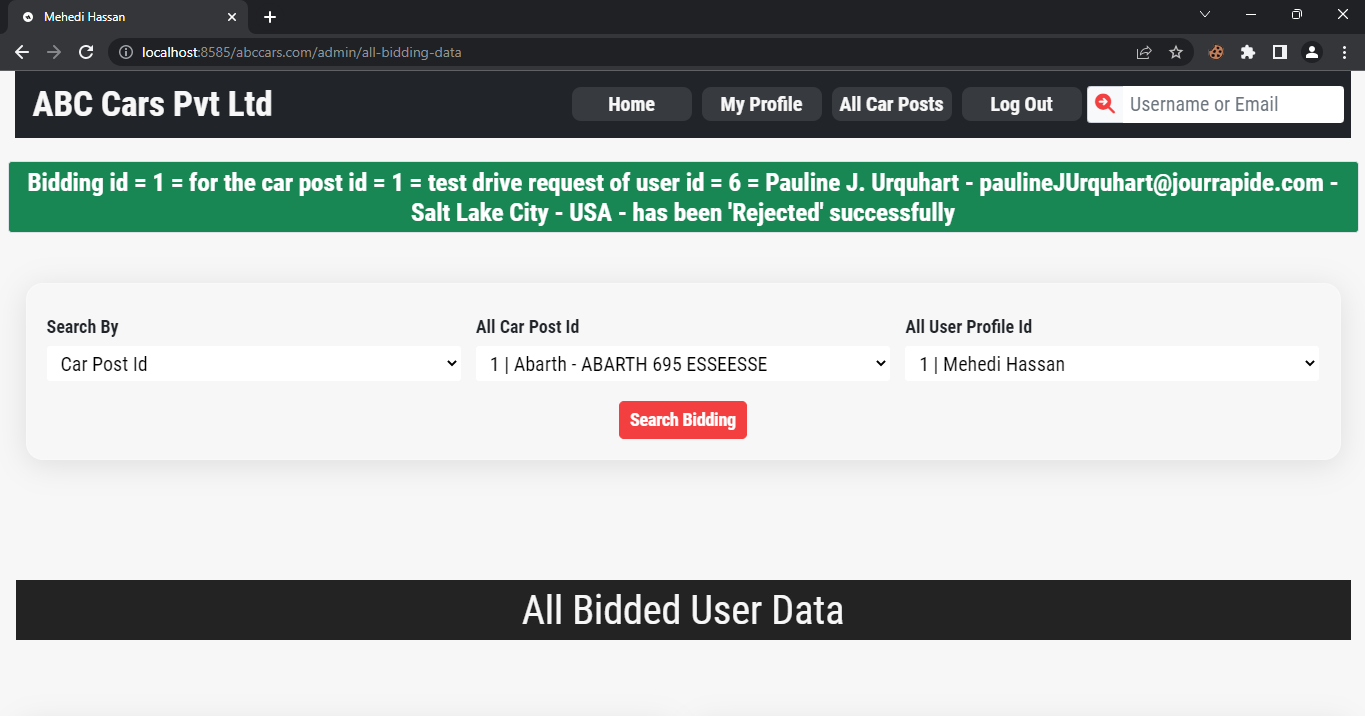 Mehedi Hassan
localhost:8585/abccars.com/admin/all-bidding-data
ABC Cars Pvt Ltd
Home
My Profile
All Car Posts
Log Out
Username or Email
Bidding id = 1 = for the car post id = 1 = test drive request of user id = 6 = Pauline J. Urquhart - paulineJUrquhart@jourrapide.com -
Salt Lake City - USA - has been 'Rejected' successfully
Search By
All Car Post Id
All User Profile Id
Car Post Id
1 | Abarth - ABARTH 695 ESSEESSE
1 | Mehedi Hassan
Search Bidding
All Bidded User Data